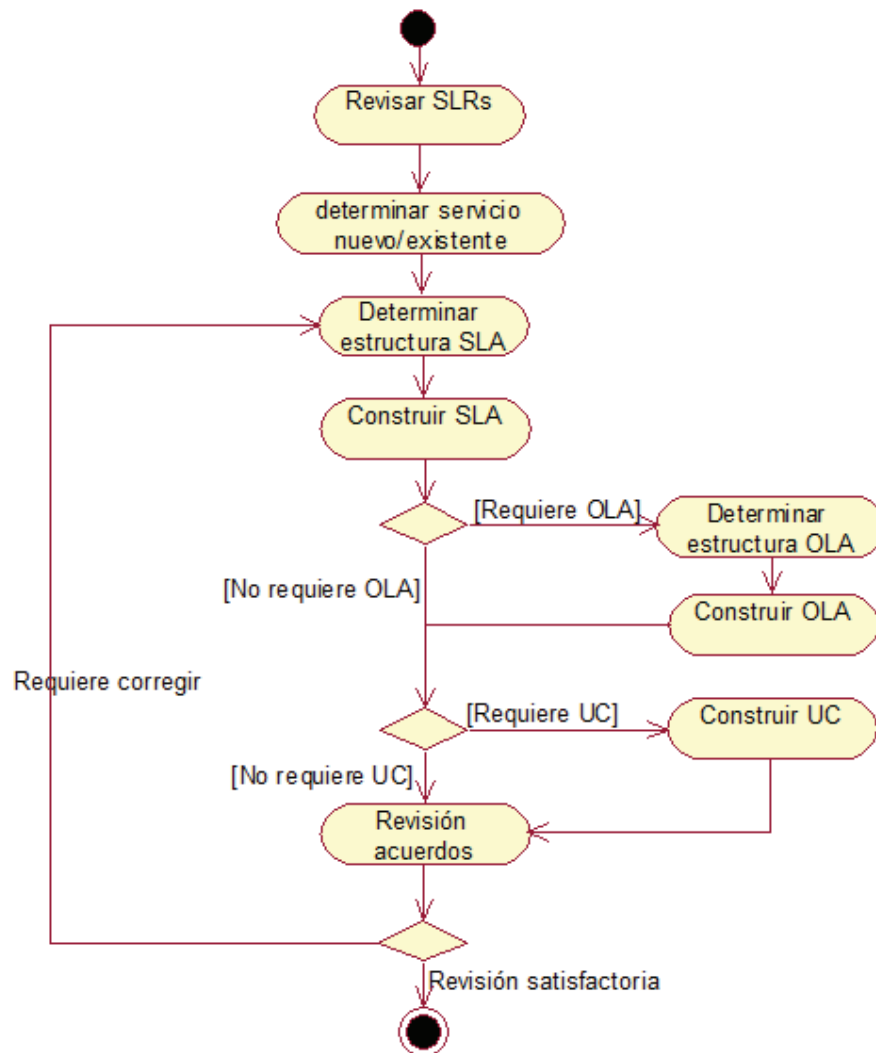 Revisar SLRs
determinar servicio
nuevo/existente
Determinar
estructura SLA
Construir SLA
[Requiere OLA]
Determinar
estructura OLA
[No requiere OLA]
Construir OLA
Requiere corregir
[Requiere UC]
Construir UC
[No requiere UC]
Revisión
acuerdos
Revisión satisfactoria